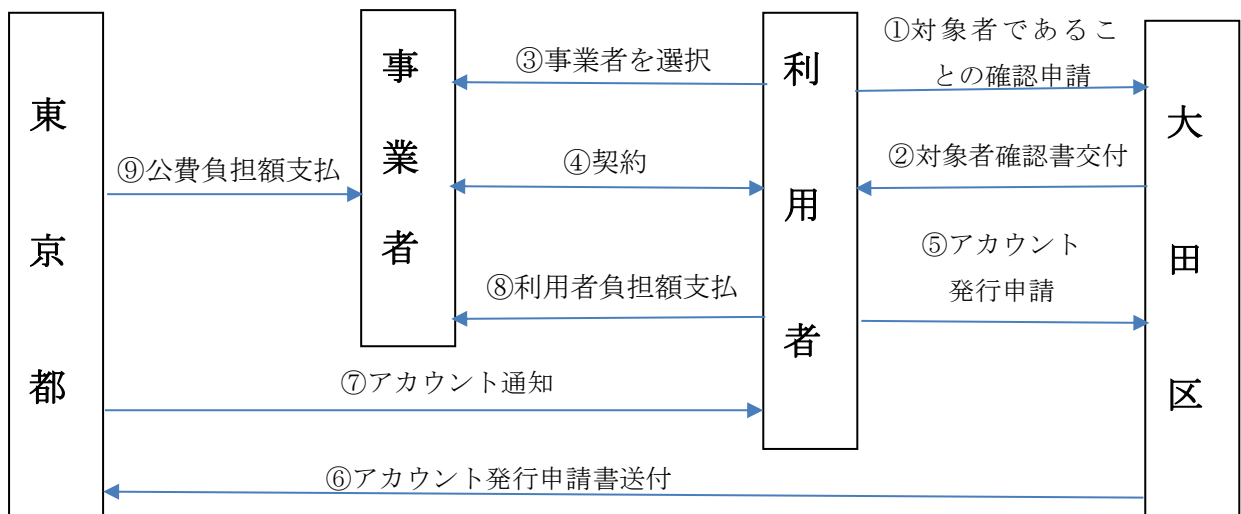 東京都
事業者
利用者
大田区
①対象者であるこ
との確認申請
②対象者確認書交付
③事業者を選択
④契約
⑤アカウント
発行申請
⑥アカウント発行申請書送付
⑦アカウント通知
⑧利用者負担額支払
⑨公費負担額支払